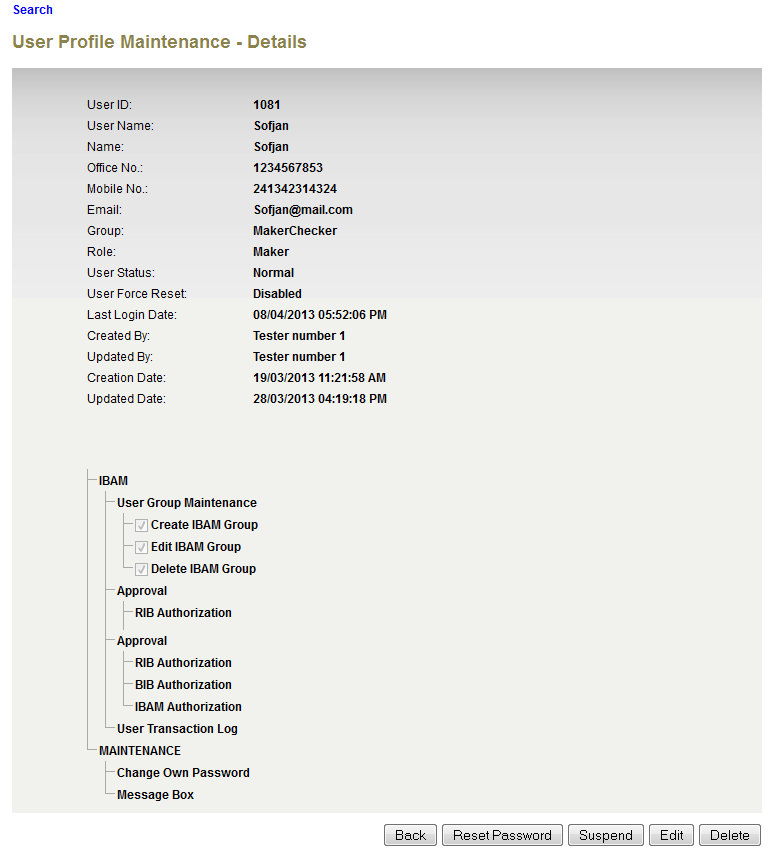 Search
User Profile Maintenance - Details
User ID: 1081
User Name: Sofjan
Name: Sofjan
Office No.: 1234567853
Mobile No.: 241342314324
Email: Sofjan@mail.com
Group: MakerChecker
Role: Maker
User Status: Normal
User Force Reset: Disabled
Last Login Date: 08/04/2013 05:52:06 PM
Created By: Tester number 1
Updated By: Tester number 1
Creation Date: 19/03/2013 11:21:58 AM
Updated Date: 28/03/2013 04:19:18 PM
IBAM
User Group Maintenance
Create IBAM Group
Edit IBAM Group
Delete IBAM Group
Approval
RIB Authorization
Approval
RIB Authorization
BIB Authorization
IBAM Authorization
User Transaction Log
MAINTENANCE
Change Own Password
Message Box
Back Reset Password Suspend Edit Delete